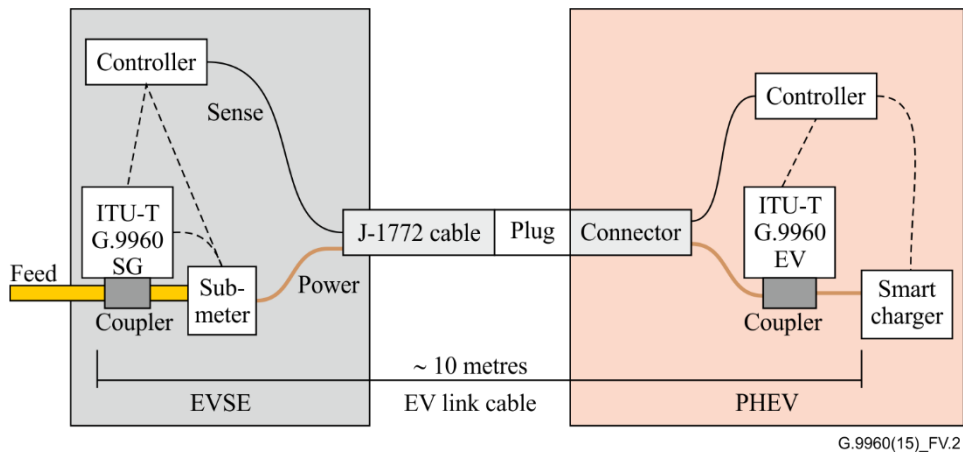 Controller
Sense
ITU-T
G.9960
SG
Feed
Coupler
Sub-
meter
Power
J-1772 cable
Plug
Connector
Controller
ITU-T
G.9960
EV
Coupler
Smart
charger
~ 10 metres
EVSE
EV link cable
PHEV
G.9960(15)_FV.2